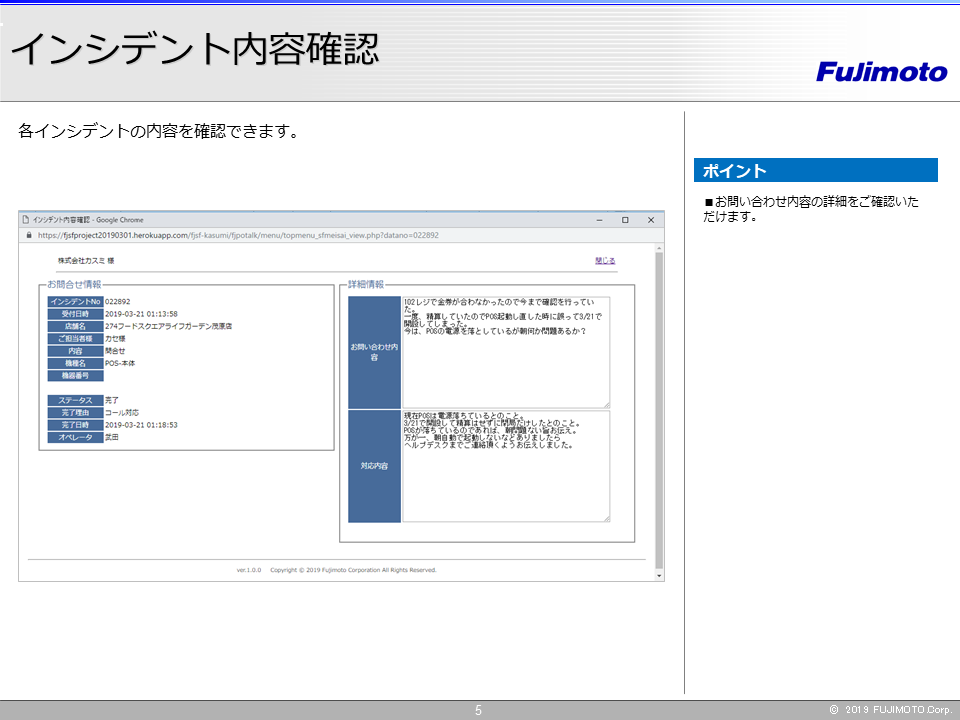 インシデント内容確認
Fujimoto
各インシデントの内容を確認できます。
ポイント
■お問い合わせ内容の詳細をご確認いた
だけます。
インシデント内容確認 - Google Chrome
https://fjsfproject20190301.herokuapp.com/fjsf-kasumi/fjpotalk/menu/topmenu_sfmeisai_view.php?datano=022892
株式会社カスミ 様
閉じる
お問合せ情報
インシデントNo 022892
受付日時 2019-03-21 01:13:58
店舗名 274フードスクエアライフガーデン茂原店
ご担当者様 カセ様
内容 問合せ
機種名 POS-本体
機器番号
ステータス 完了
完了理由 コール対応
完了日時 2019-03-21 01:18:53
オペレータ 武田
詳細情報
お問い合わせ内
容
102レジで金券が合わなかったので今まで確認を行ってい
た。
一度、精算していたのでPOS起動し直した時に誤って3/21で
開設してしまった。
今は、POSの電源を落としているが朝何か問題あるか？
対応内容
現在POSは電源落ちているとのこと。
3/21で開設して精算はせずに閉局だけしたとのこと。
POSが落ちているのであれば、朝問題ない旨お伝え。
万が一、朝自動で起動しないなどありましたら
ヘルプデスクまでご連絡頂くようお伝えしました。
ver.1.0.0 Copyright © 2019 Fujimoto Corporation All Rights Reserved.
5
© 2019 FUJIMOTO.Corp.